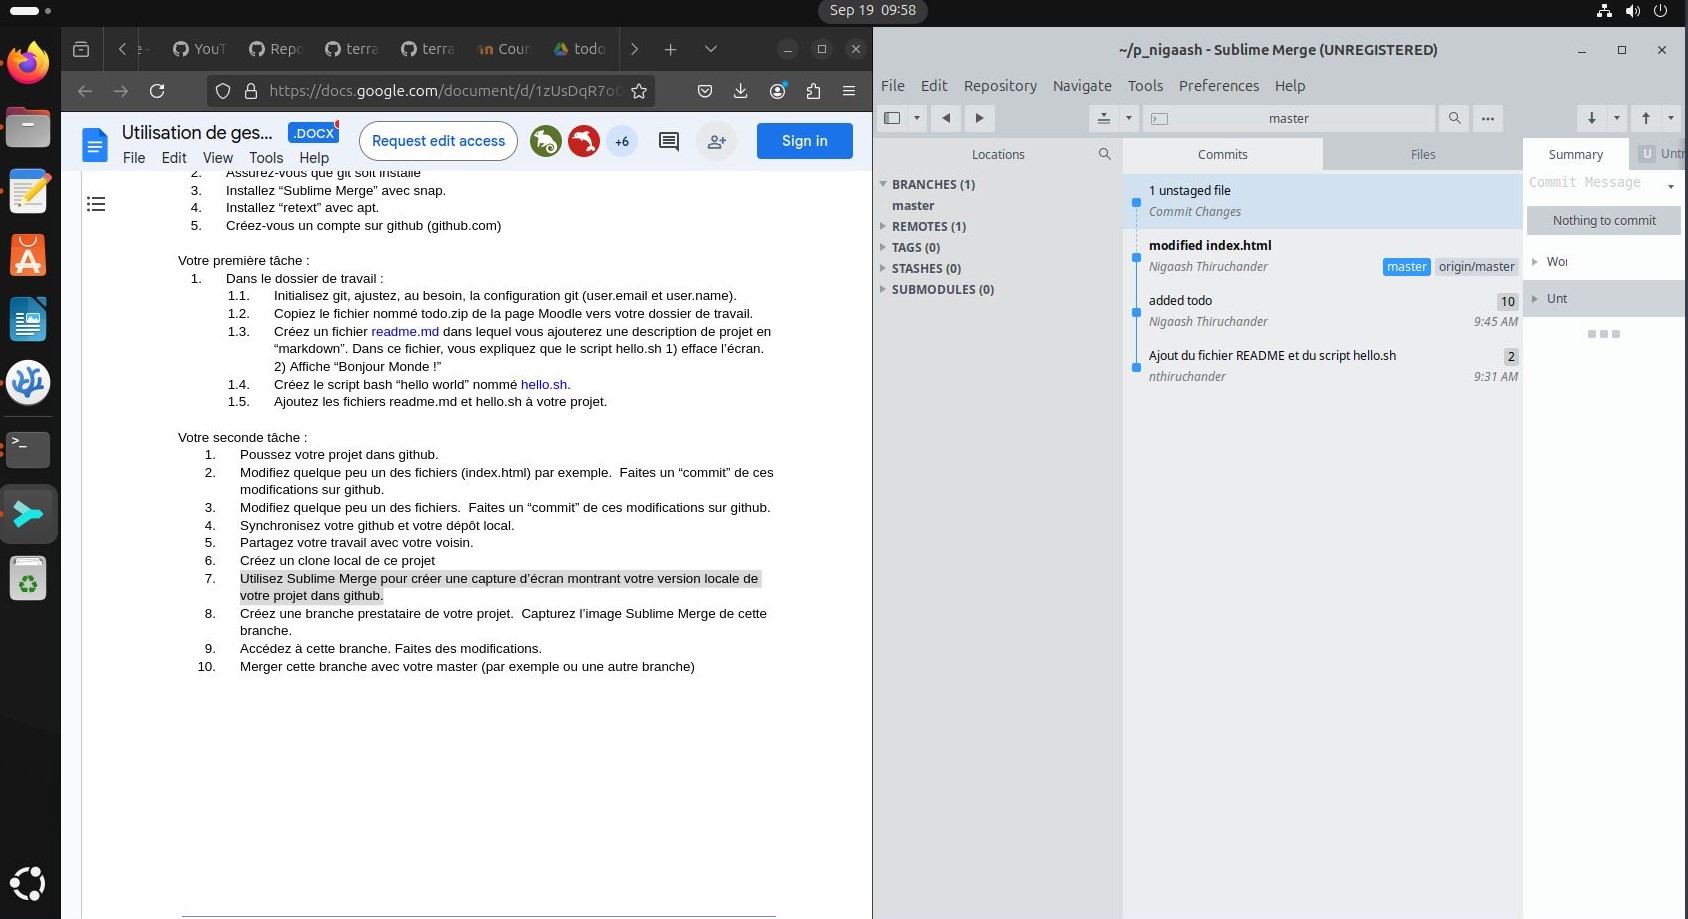 Sep 19 09:58
YouT
Repo
terra
terra
Cour
todo
https://docs.google.com/document/d/1zUsDqR7o
Utilisation de ges...
.DOCX
File Edit View Tools Help
Request edit access
+6
Sign in
2. Assurez-vous que git soit installé
3. Installez “Sublime Merge” avec snap.
4. Installez “retext” avec apt.
5. Créez-vous un compte sur github (github.com)
Votre première tâche :
1. Dans le dossier de travail :
1.1. Initialisez git, ajustez, au besoin, la configuration git (user.email et user.name).
1.2. Copiez le fichier nommé todo.zip de la page Moodle vers votre dossier de travail.
1.3. Créez un fichier readme.md dans lequel vous ajouterez une description de projet en
“markdown”. Dans ce fichier, vous expliquez que le script hello.sh 1) efface l’écran.
2) Affiche “Bonjour Monde !”
1.4. Créez le script bash “hello world” nommé hello.sh.
1.5. Ajoutez les fichiers readme.md et hello.sh à votre projet.
Votre seconde tâche :
1. Poussez votre projet dans github.
2. Modifiez quelque peu un des fichiers (index.html) par exemple. Faites un “commit” de ces
modifications sur github.
3. Modifiez quelque peu un des fichiers. Faites un “commit” de ces modifications sur github.
4. Synchronisez votre github et votre dépôt local.
5. Partagez votre travail avec votre voisin.
6. Créez un clone local de ce projet
7. Utilisez Sublime Merge pour créer une capture d’écran montrant votre version locale de
votre projet dans github.
8. Créez une branche prestataire de votre projet. Capturez l’image Sublime Merge de cette
branche.
9. Accédez à cette branche. Faites des modifications.
10. Merger cette branche avec votre master (par exemple ou une autre branche)
~/p_nigaash - Sublime Merge (UNREGISTERED)
File Edit Repository Navigate Tools Preferences Help
master
Locations
BRANCHES (1)
master
REMOTES (1)
TAGS (0)
STASHES (0)
SUBMODULES (0)
Commits
Files
1 unstaged file
Commit Changes
modified index.html
Nigaash Thiruchander master origin/master
added todo 10
Nigaash Thiruchander 9:45 AM
Ajout du fichier README et du script hello.sh 2
nthiruchander 9:31 AM
Summary
U Untr
Commit Message
Nothing to commit
Wor
Unt